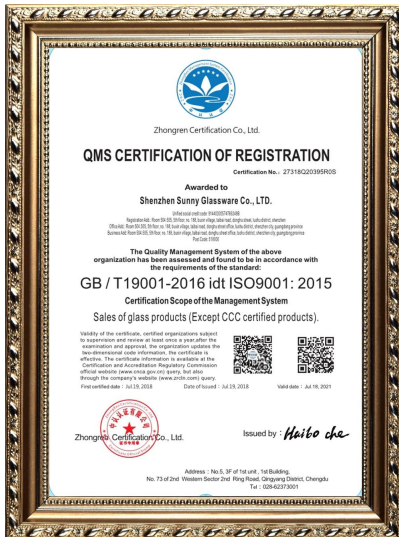 Zhongren Certification Co., Ltd.
QMS CERTIFICATION OF REGISTRATION
Certification No.: 27318Q20395R0S
Awarded to
Shenzhen Sunny Glassware Co., LTD.
The Quality Management System of the above
organization has been assessed and found to be in accordance with
the requirements of the standard:
GB / T19001-2016 idt ISO9001: 2015
Certification Scope of the Management System
Sales of glass products (Except CCC certified products).
Validity of the certificate, certified organizations subject
to supervision and review at least once a year, after the
examination and approval, the organization updates the
two-dimensional code information, the certificate is
effective. The certificate information is available at the
Certification and Accreditation Regulatory Commission
official website (www.cnca.gov.cn) query, but also
through the company's website (www.zrclrk.com) query.
First certified date : Jul.19, 2018 Date of Issued : Jul.19, 2018 Valid date : Jul 18, 2021
Zhongren Certification Co., Ltd.
Issued by : Haibo che
Address : No.5, 3F of 1st unit , 1st Building,
No. 73 of 2nd Western Sector 2nd Ring Road, Qingyang District, Chengdu
Tel : 028-62373001